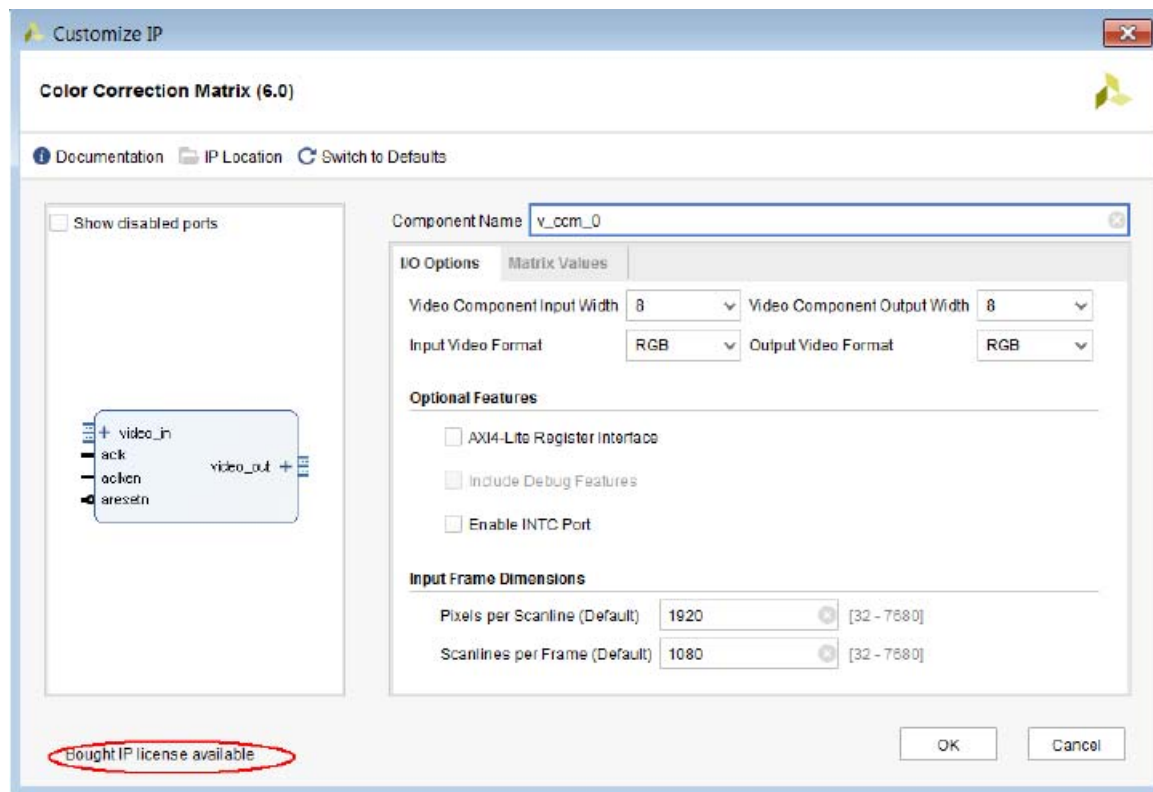 Customize IP
Color Correction Matrix (6.0)
Documentation IP Location Switch to Defaults
Show disabled ports
Component Name v_ccm_0
I/O Options Matrix Values
Video Component Input Width 8 Video Component Output Width 8
Input Video Format RGB Output Video Format RGB
Optional Features
AXI4-Lite Register Interface
Include Debug Features
Enable INTC Port
Input Frame Dimensions
Pixels per Scanline (Default) 1920 [32 - 7680]
Scanlines per Frame (Default) 1080 [32 - 7680]
video_in
aclk
aclken
aresetn
video_out
Bought IP license available
OK Cancel